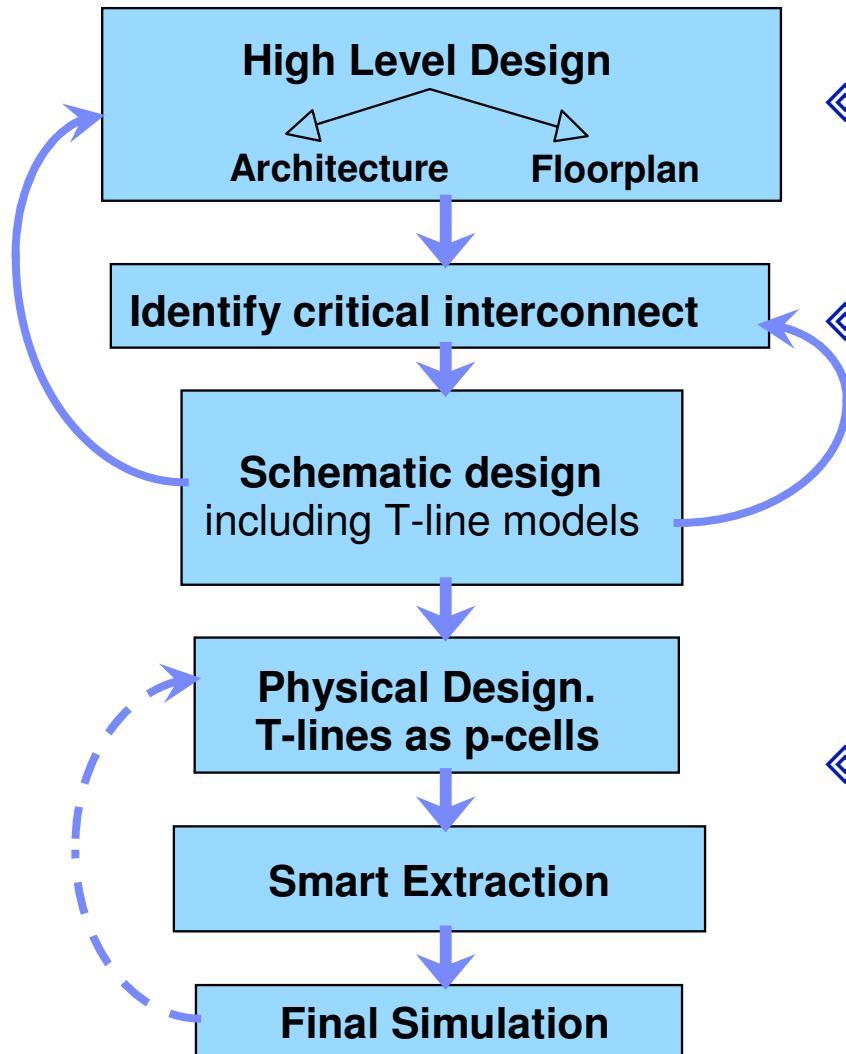 High Level Design
Architecture Floorplan
Identify critical interconnect
Schematic design
including T-line models
Physical Design.
T-lines as p-cells
Smart Extraction
Final Simulation